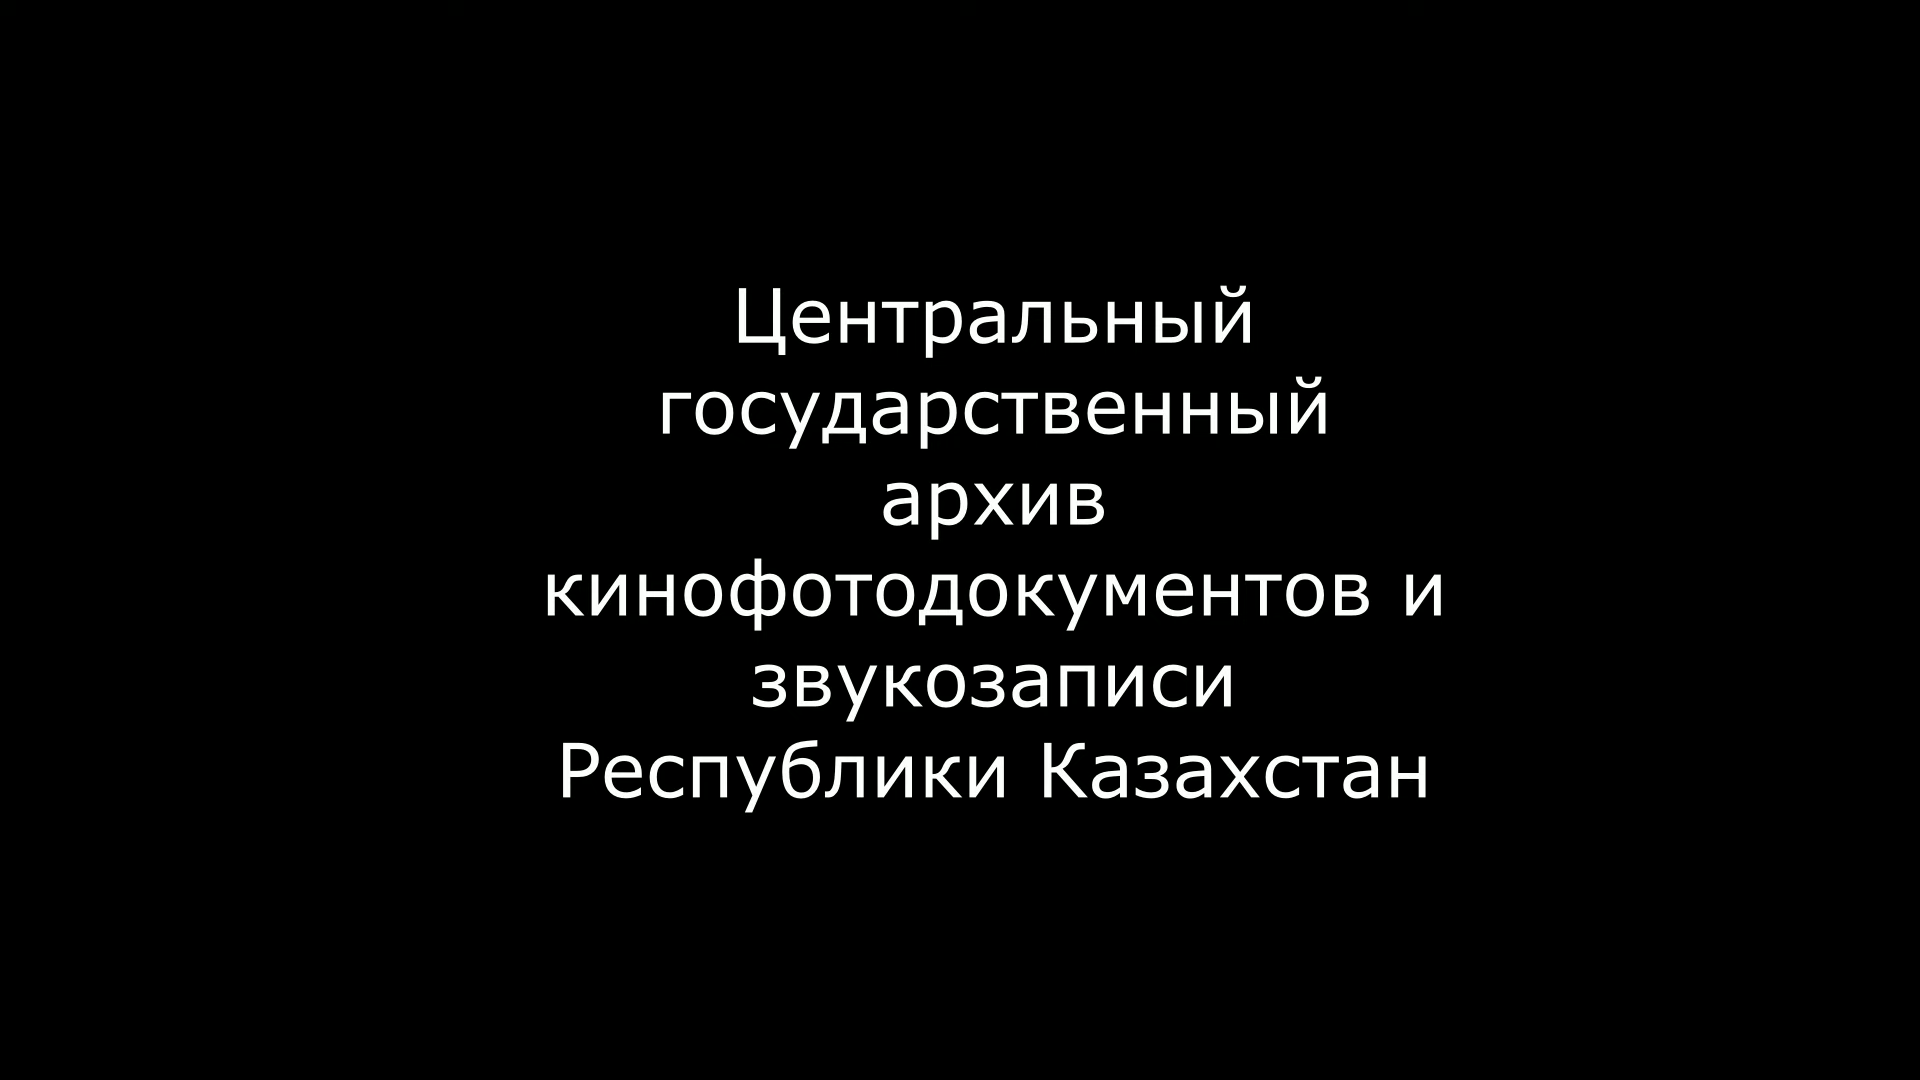 Центральный
государственный
архив
кинофотодокументов и
звукозаписи
Республики Казахстан